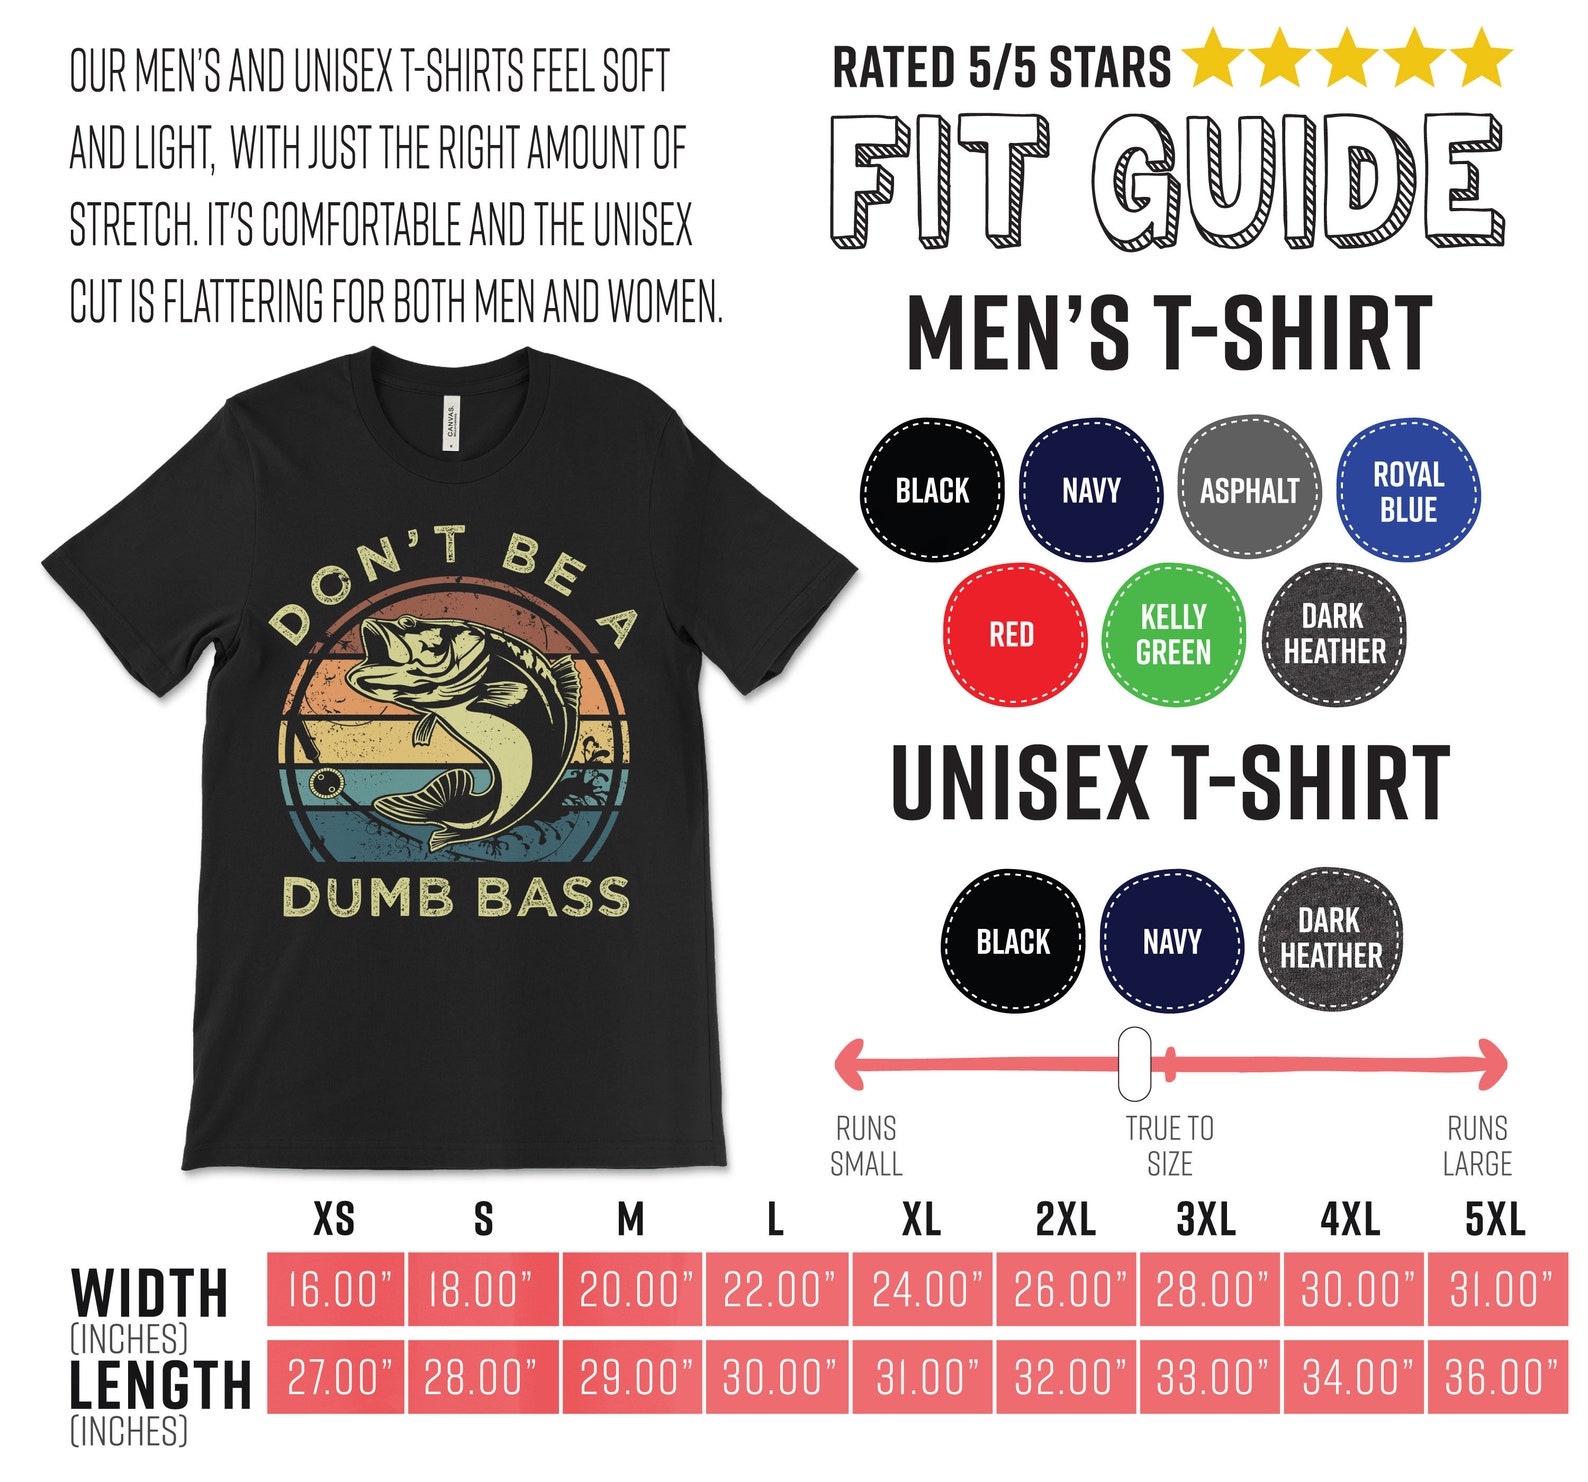 OUR MEN'S AND UNISEX T-SHIRTS FEEL SOFT
AND LIGHT, WITH JUST THE RIGHT AMOUNT OF
STRETCH. IT'S COMFORTABLE AND THE UNISEX
CUT IS FLATTERING FOR BOTH MEN AND WOMEN.
CANVAS.
DON'T BE A
DUMB BASS
RATED 5/5 STARS
FIT GUIDE
MEN'S T-SHIRT
BLACK
NAVY
ASPHALT
ROYAL
BLUE
RED
KELLY
GREEN
DARK
HEATHER
UNISEX T-SHIRT
BLACK
NAVY
DARK
HEATHER
RUNS
SMALL
TRUE TO
SIZE
RUNS
LARGE
XS S M L XL 2XL 3XL 4XL 5XL
WIDTH 16.00" 18.00" 20.00" 22.00" 24.00" 26.00" 28.00" 30.00" 31.00"
(INCHES)
LENGTH 27.00" 28.00" 29.00" 30.00" 31.00" 32.00" 33.00" 34.00" 36.00"
(INCHES)